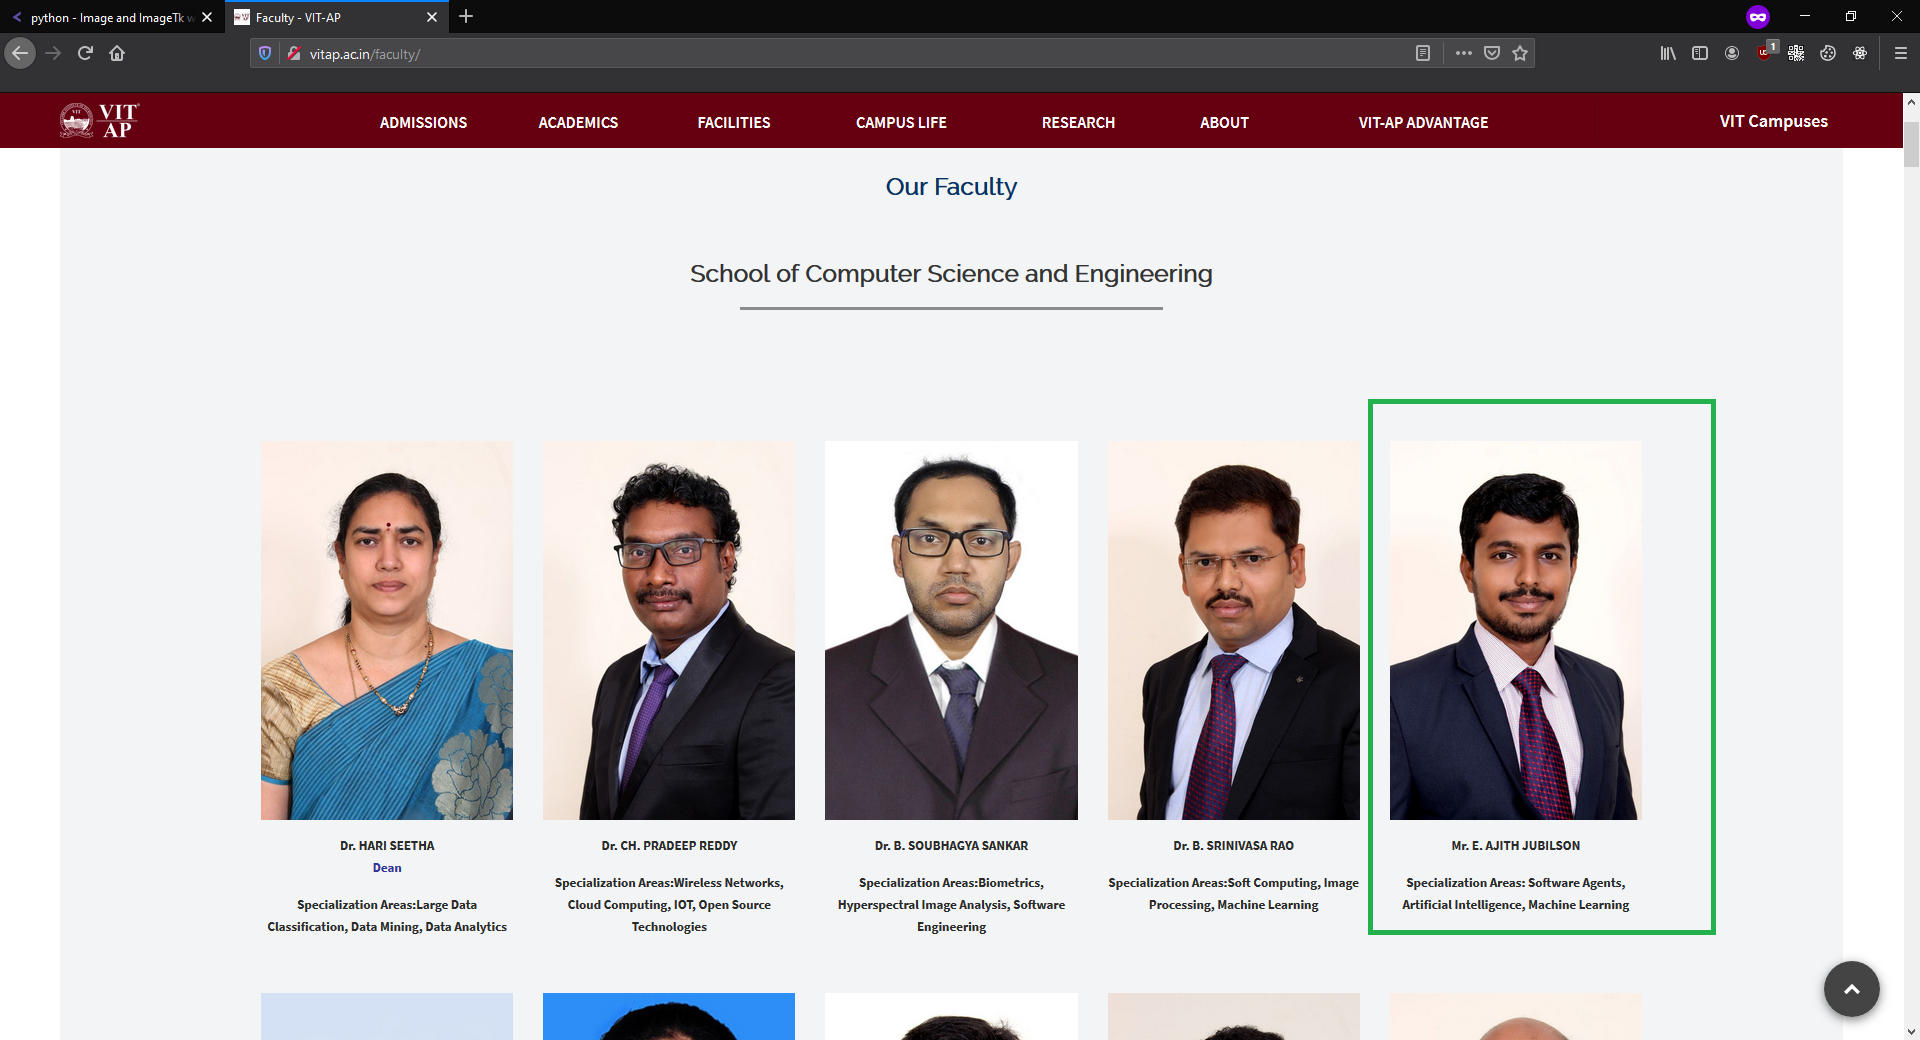 python - Image and ImageTk w
Faculty - VIT-AP
vitap.ac.in/faculty/
1
VIT
AP
ADMISSIONS
ACADEMICS
FACILITIES
CAMPUS LIFE
RESEARCH
ABOUT
VIT-AP ADVANTAGE
VIT Campuses
Our Faculty
School of Computer Science and Engineering
Dr. HARI SEETHA
Dean
Specialization Areas:Large Data
Classification, Data Mining, Data Analytics
Dr. CH. PRADEEP REDDY
Specialization Areas:Wireless Networks,
Cloud Computing, IOT, Open Source
Technologies
Dr. B. SOUBHAGYA SANKAR
Specialization Areas:Biometrics,
Hyperspectral Image Analysis, Software
Engineering
Dr. B. SRINIVASA RAO
Specialization Areas:Soft Computing, Image
Processing, Machine Learning
Mr. E. AJITH JUBILSON
Specialization Areas: Software Agents,
Artificial Intelligence, Machine Learning